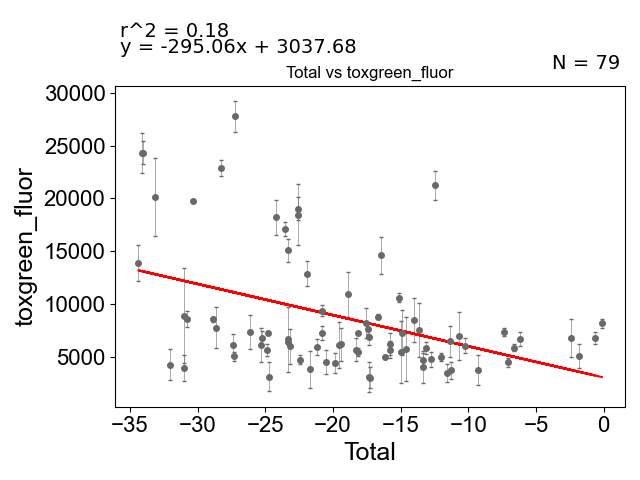 r^2 = 0.18
y = -295.06x + 3037.68
N = 79
Total vs toxgreen_fluor
30000
25000
20000
15000
10000
5000
toxgreen_fluor
−35 −30 −25 −20 −15 −10 −5 0
Total